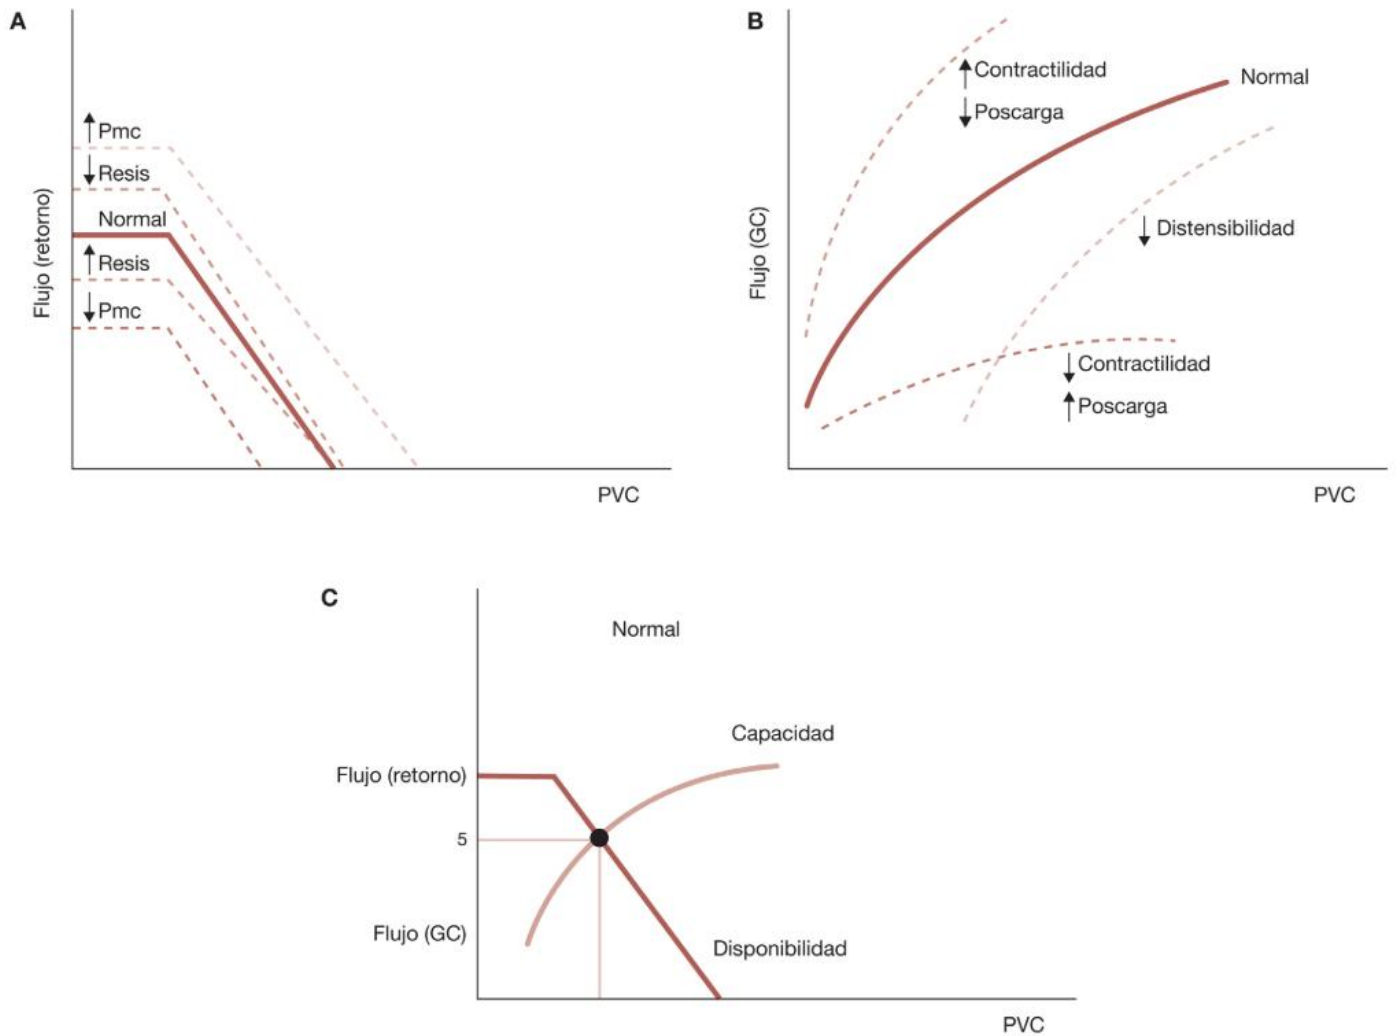 A
Pmc
Resis
Normal
Resis
Pmc
Flujo (retorno)
PVC
B
Contractilidad
Poscarga
Normal
Distensibilidad
Contractilidad
Poscarga
Flujo (GC)
PVC
C
Normal
Capacidad
Flujo (retorno)
5
Flujo (GC)
Disponibilidad
PVC